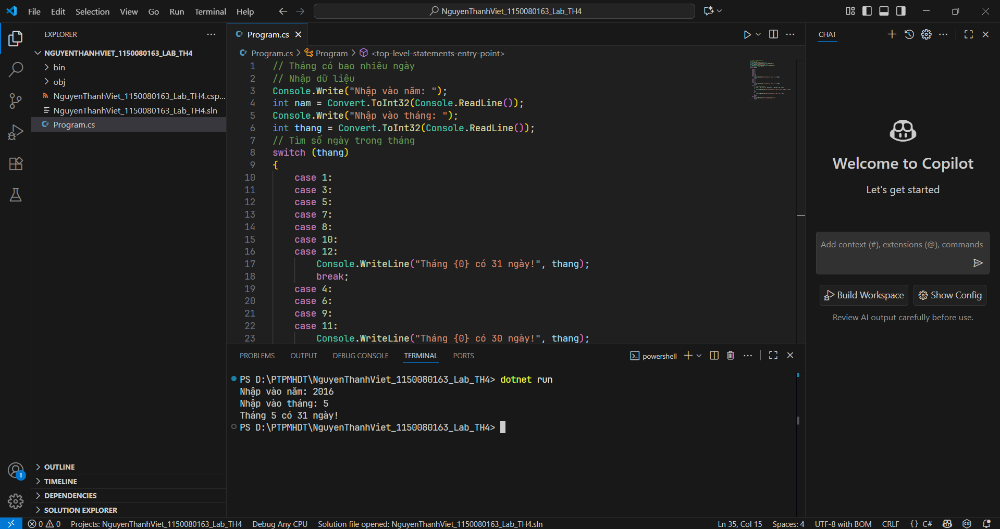 File Edit Selection View Go Run Terminal Help
NguyenThanhViet_1150080163_Lab_TH4
EXPLORER
NGUYENTHANHVIET_1150080163_LAB_TH4
bin
obj
NguyenThanhViet_1150080163_Lab_TH4.csp...
NguyenThanhViet_1150080163_Lab_TH4.sln
C# Program.cs
OUTLINE
TIMELINE
DEPENDENCIES
SOLUTION EXPLORER
1
C# Program.cs
C# Program.cs > Program > <top-level-statements-entry-point>
1 // Tháng có bao nhiêu ngày
2 // Nhập dữ liệu
3 Console.Write("Nhập vào năm: ");
4 int nam = Convert.ToInt32(Console.ReadLine());
5 Console.Write("Nhập vào tháng: ");
6 int thang = Convert.ToInt32(Console.ReadLine());
7 // Tìm số ngày trong tháng
8 switch (thang)
9 {
10 case 1:
11 case 3:
12 case 5:
13 case 7:
14 case 8:
15 case 10:
16 case 12:
17 Console.WriteLine("Tháng {0} có 31 ngày!", thang);
18 break;
19 case 4:
20 case 6:
21 case 9:
22 case 11:
23 Console.WriteLine("Tháng {0} có 30 ngày!", thang);
PROBLEMS OUTPUT DEBUG CONSOLE TERMINAL PORTS
powershell
PS D:\PTPMHDT\NguyenThanhViet_1150080163_Lab_TH4> dotnet run
Nhập vào năm: 2016
Nhập vào tháng: 5
Tháng 5 có 31 ngày!
PS D:\PTPMHDT\NguyenThanhViet_1150080163_Lab_TH4>
CHAT
Welcome to Copilot
Let's get started
Add context (#), extensions (@), commands
Build Workspace
Show Config
Review AI output carefully before use.
0 0 Projects: NguyenThanhViet_1150080163_Lab_TH4 Debug Any CPU Solution file opened: NguyenThanhViet_1150080163_Lab_TH4.sln Ln 35, Col 15 Spaces: 4 UTF-8 with BOM CRLF {} C#